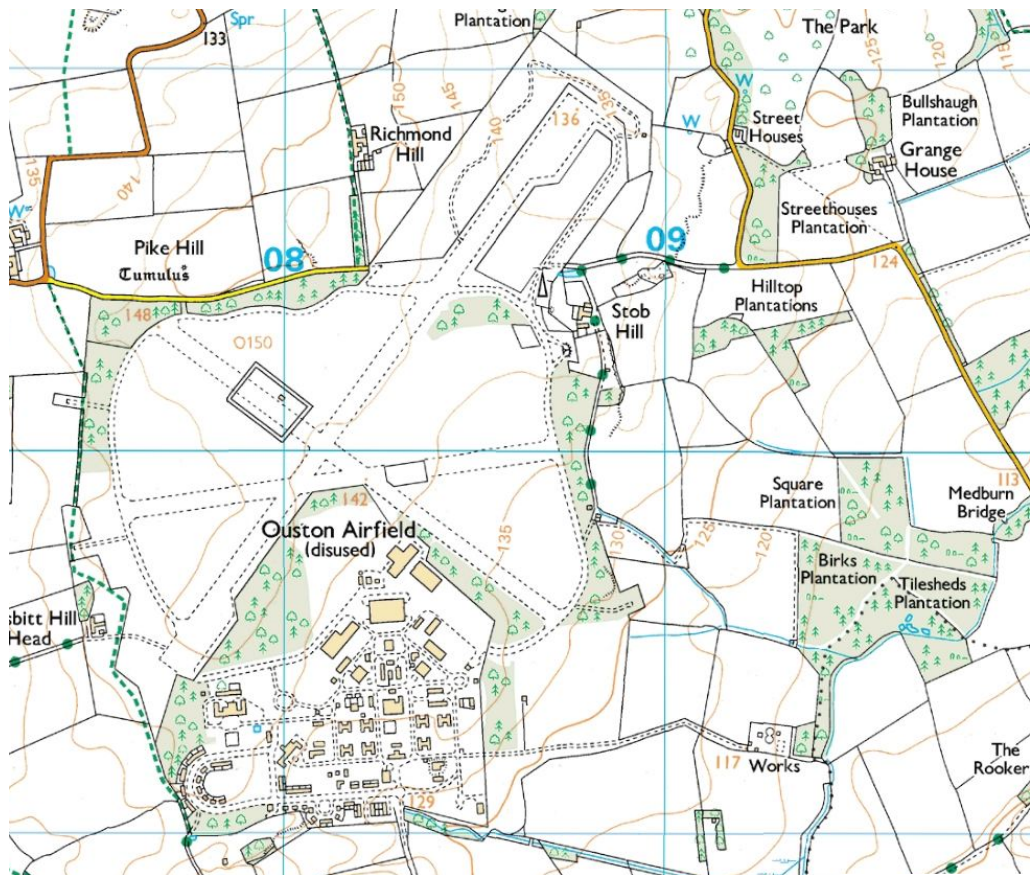 Spr
133
Plantation
The Park
125
120
115
150
145
140
135
136
W
W
Street
Houses
Bullshaugh
Plantation
Grange
House
Richmond
Hill
135
140
W
Streethouses
Plantation
Pike Hill
Tumulus
08
09
124
148
Stob
Hill
Hilltop
Plantations
150
142
Ouston Airfield
(disused)
135
130
125
120
Square
Plantation
113
Medburn
Bridge
Birks
Plantation
Tilesheds
Plantation
sbitt Hill
Head
117
Works
The
Rooker
129